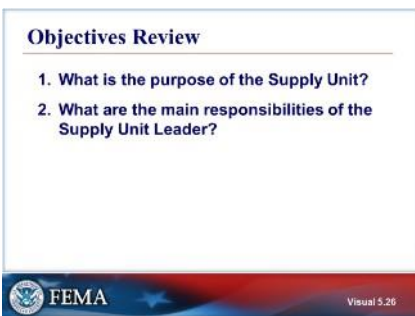 Objectives Review
1. What is the purpose of the Supply Unit?
2. What are the main responsibilities of the
Supply Unit Leader?
FEMA
Visual 5.26